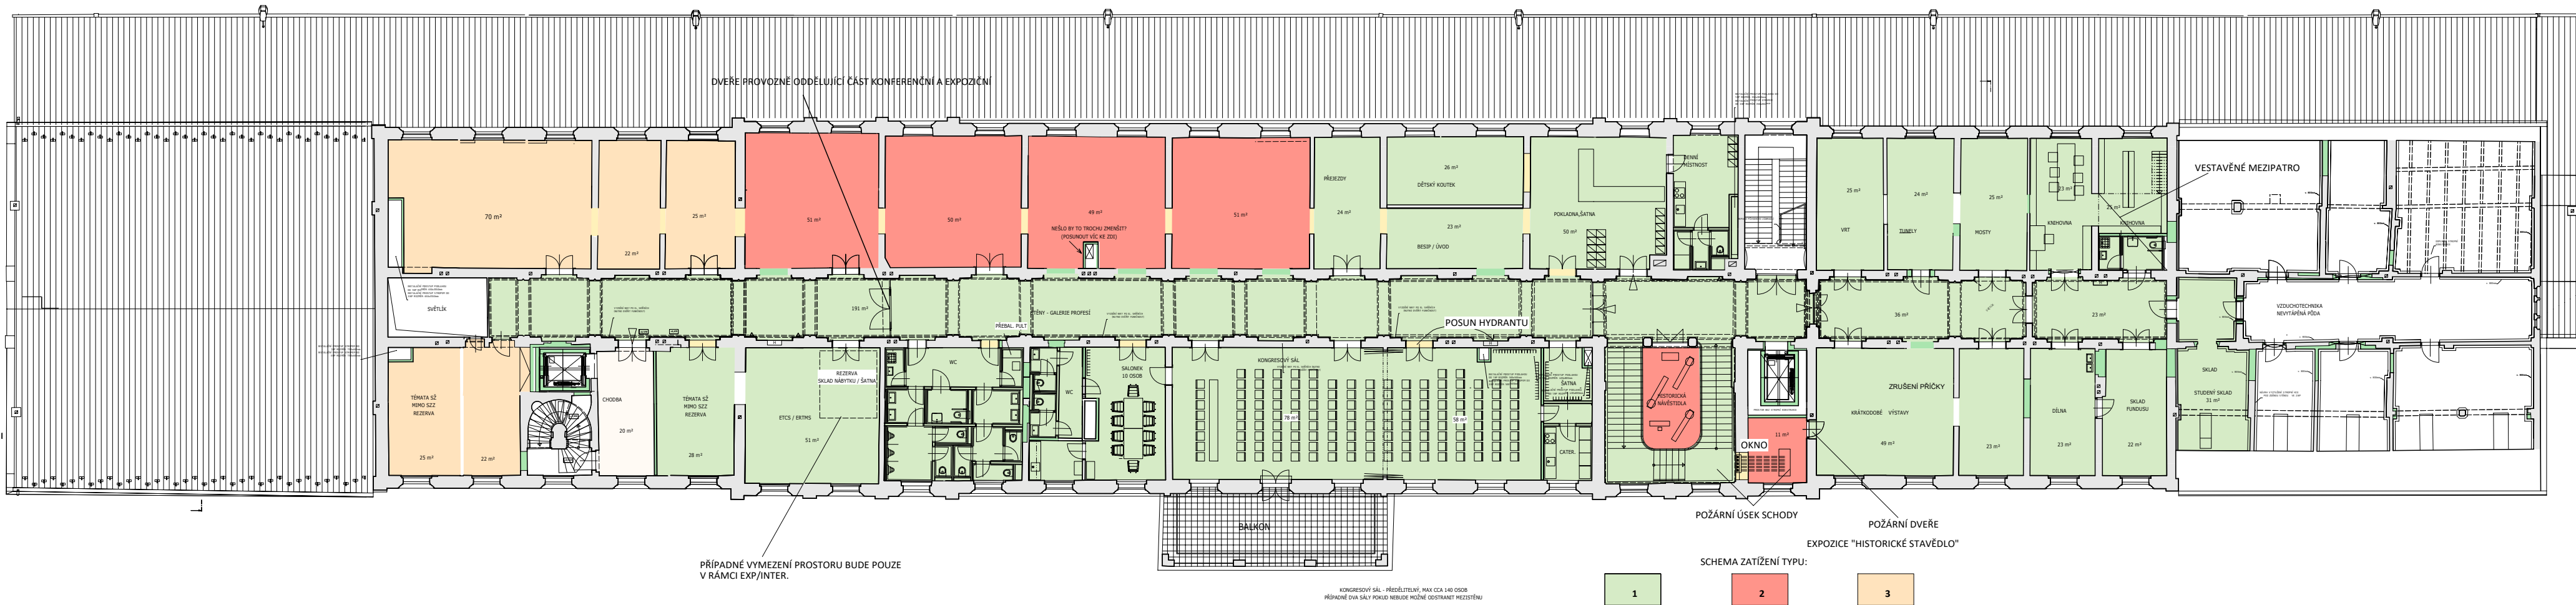 DVEŘE PROVOZNĚ ODDĚLUJÍCÍ ČÁST KONFERENČNÍ A EXPOZIČNÍ
VESTAVĚNÉ MEZIPATRO
70 m²
22 m²
25 m²
51 m²
50 m²
49 m²
NEŠLO BY TO TROCHU ZMENŠIT?
(POSUNOUT VÍC KE ZDI)
51 m²
PŘEJEZDY
24 m²
26 m²
DĚTSKÝ KOUTEK
23 m²
BESIP / ÚVOD
POKLADNA,ŠATNA
50 m²
DENNÍ
MÍSTNOST
25 m²
VRT
24 m²
TUNELY
25 m²
MOSTY
23 m²
KNIHOVNA
25 m²
KNIHOVNA
SVĚTLÍK
191 m²
STĚNY - GALERIE PROFESÍ
PŘEBAL. PULT
POSUN HYDRANTU
36 m²
23 m²
VZDUCHOTECHNIKA
NEVYTÁPĚNÁ PŮDA
TÉMATA SŽ
MIMO SZZ
REZERVA
25 m²
22 m²
CHODBA
20 m²
TÉMATA SŽ
MIMO SZZ
REZERVA
28 m²
REZERVA
SKLAD NÁBYTKU / ŠATNA
ETCS / ERTMS
51 m²
WC
WC
SALONEK
10 OSOB
KONGRESOVÝ SÁL
78 m²
58 m²
ŠATNA
CATER.
HISTORICKÁ
NÁVĚSTIDLA
11 m²
OKNO
ZRUŠENÍ PŘÍČKY
KRÁTKODOBÉ VÝSTAVY
49 m²
23 m²
DÍLNA
23 m²
SKLAD
FUNDUSU
22 m²
SKLAD
STUDENÝ SKLAD
31 m²
BALKON
POŽÁRNÍ ÚSEK SCHODY
POŽÁRNÍ DVEŘE
EXPOZICE "HISTORICKÉ STAVĚDLO"
PŘÍPADNÉ VYMEZENÍ PROSTORU BUDE POUZE
V RÁMCI EXP/INTER.
SCHEMA ZATÍŽENÍ TYPU:
KONGRESOVÝ SÁL - PŘEDĚLITELNÝ, MAX CCA 140 OSOB
PŘÍPADNĚ DVA SÁLY POKUD NEBUDE MOŽNÉ ODSTRANIT MEZISTĚNU
1
2
3